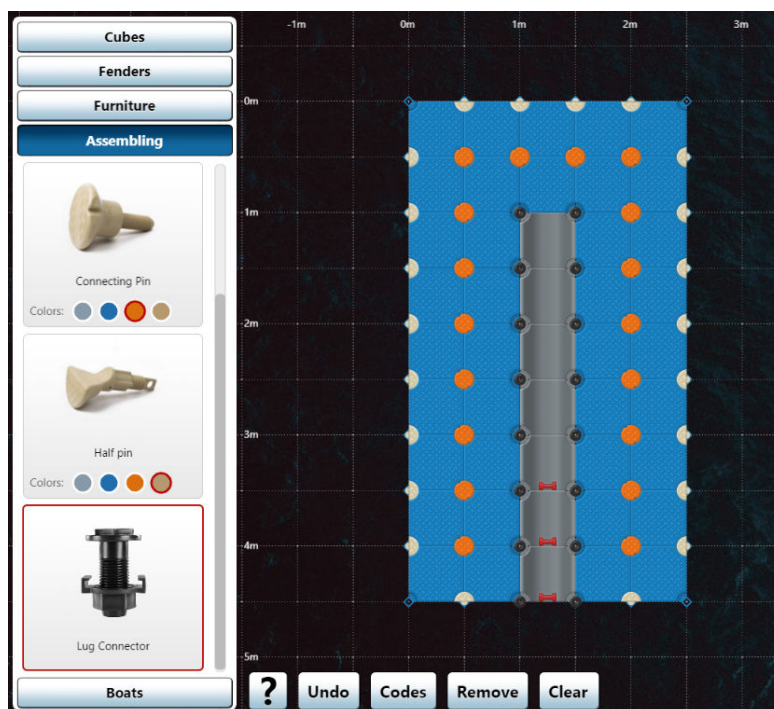 Cubes
Fenders
Furniture
Assembling
Connecting Pin
Colors:
Half pin
Colors:
Lug Connector
Boats
-1m
0m
1m
2m
3m
0m
1m
2m
3m
4m
5m
?
Undo
Codes
Remove
Clear